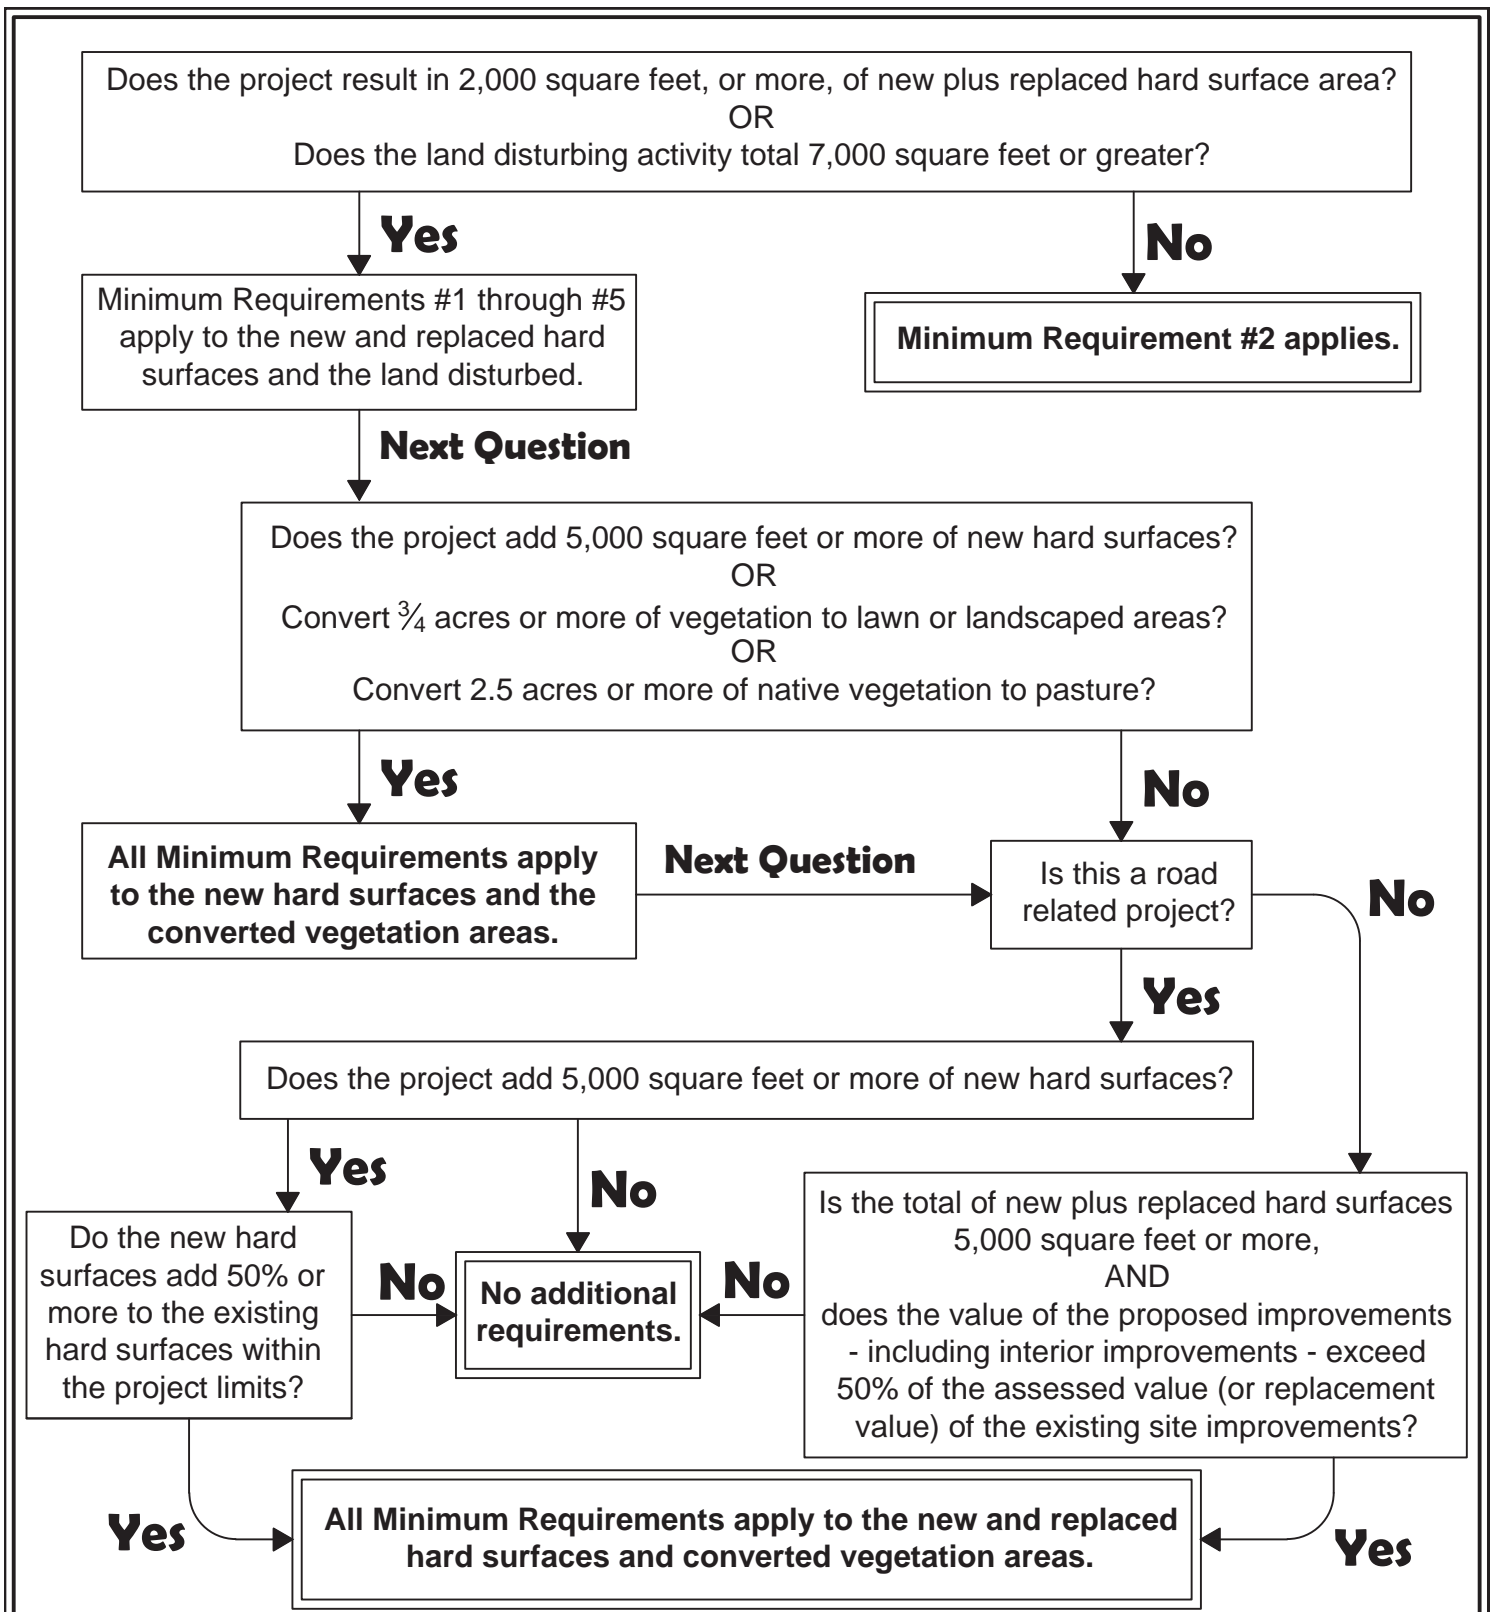 Does the project result in 2,000 square feet, or more, of new plus replaced hard surface area?
OR
Does the land disturbing activity total 7,000 square feet or greater?
Yes
No
Minimum Requirements #1 through #5
apply to the new and replaced hard
surfaces and the land disturbed.
Minimum Requirement #2 applies.
Next Question
Does the project add 5,000 square feet or more of new hard surfaces?
OR
Convert ¾ acres or more of vegetation to lawn or landscaped areas?
OR
Convert 2.5 acres or more of native vegetation to pasture?
Yes
No
All Minimum Requirements apply
to the new hard surfaces and the
converted vegetation areas.
Next Question
Is this a road
related project?
No
Yes
Does the project add 5,000 square feet or more of new hard surfaces?
Yes
No
Do the new hard
surfaces add 50% or
more to the existing
hard surfaces within
the project limits?
No
No additional
requirements.
No
Is the total of new plus replaced hard surfaces
5,000 square feet or more,
AND
does the value of the proposed improvements
- including interior improvements - exceed
50% of the assessed value (or replacement
value) of the existing site improvements?
Yes
All Minimum Requirements apply to the new and replaced
hard surfaces and converted vegetation areas.
Yes